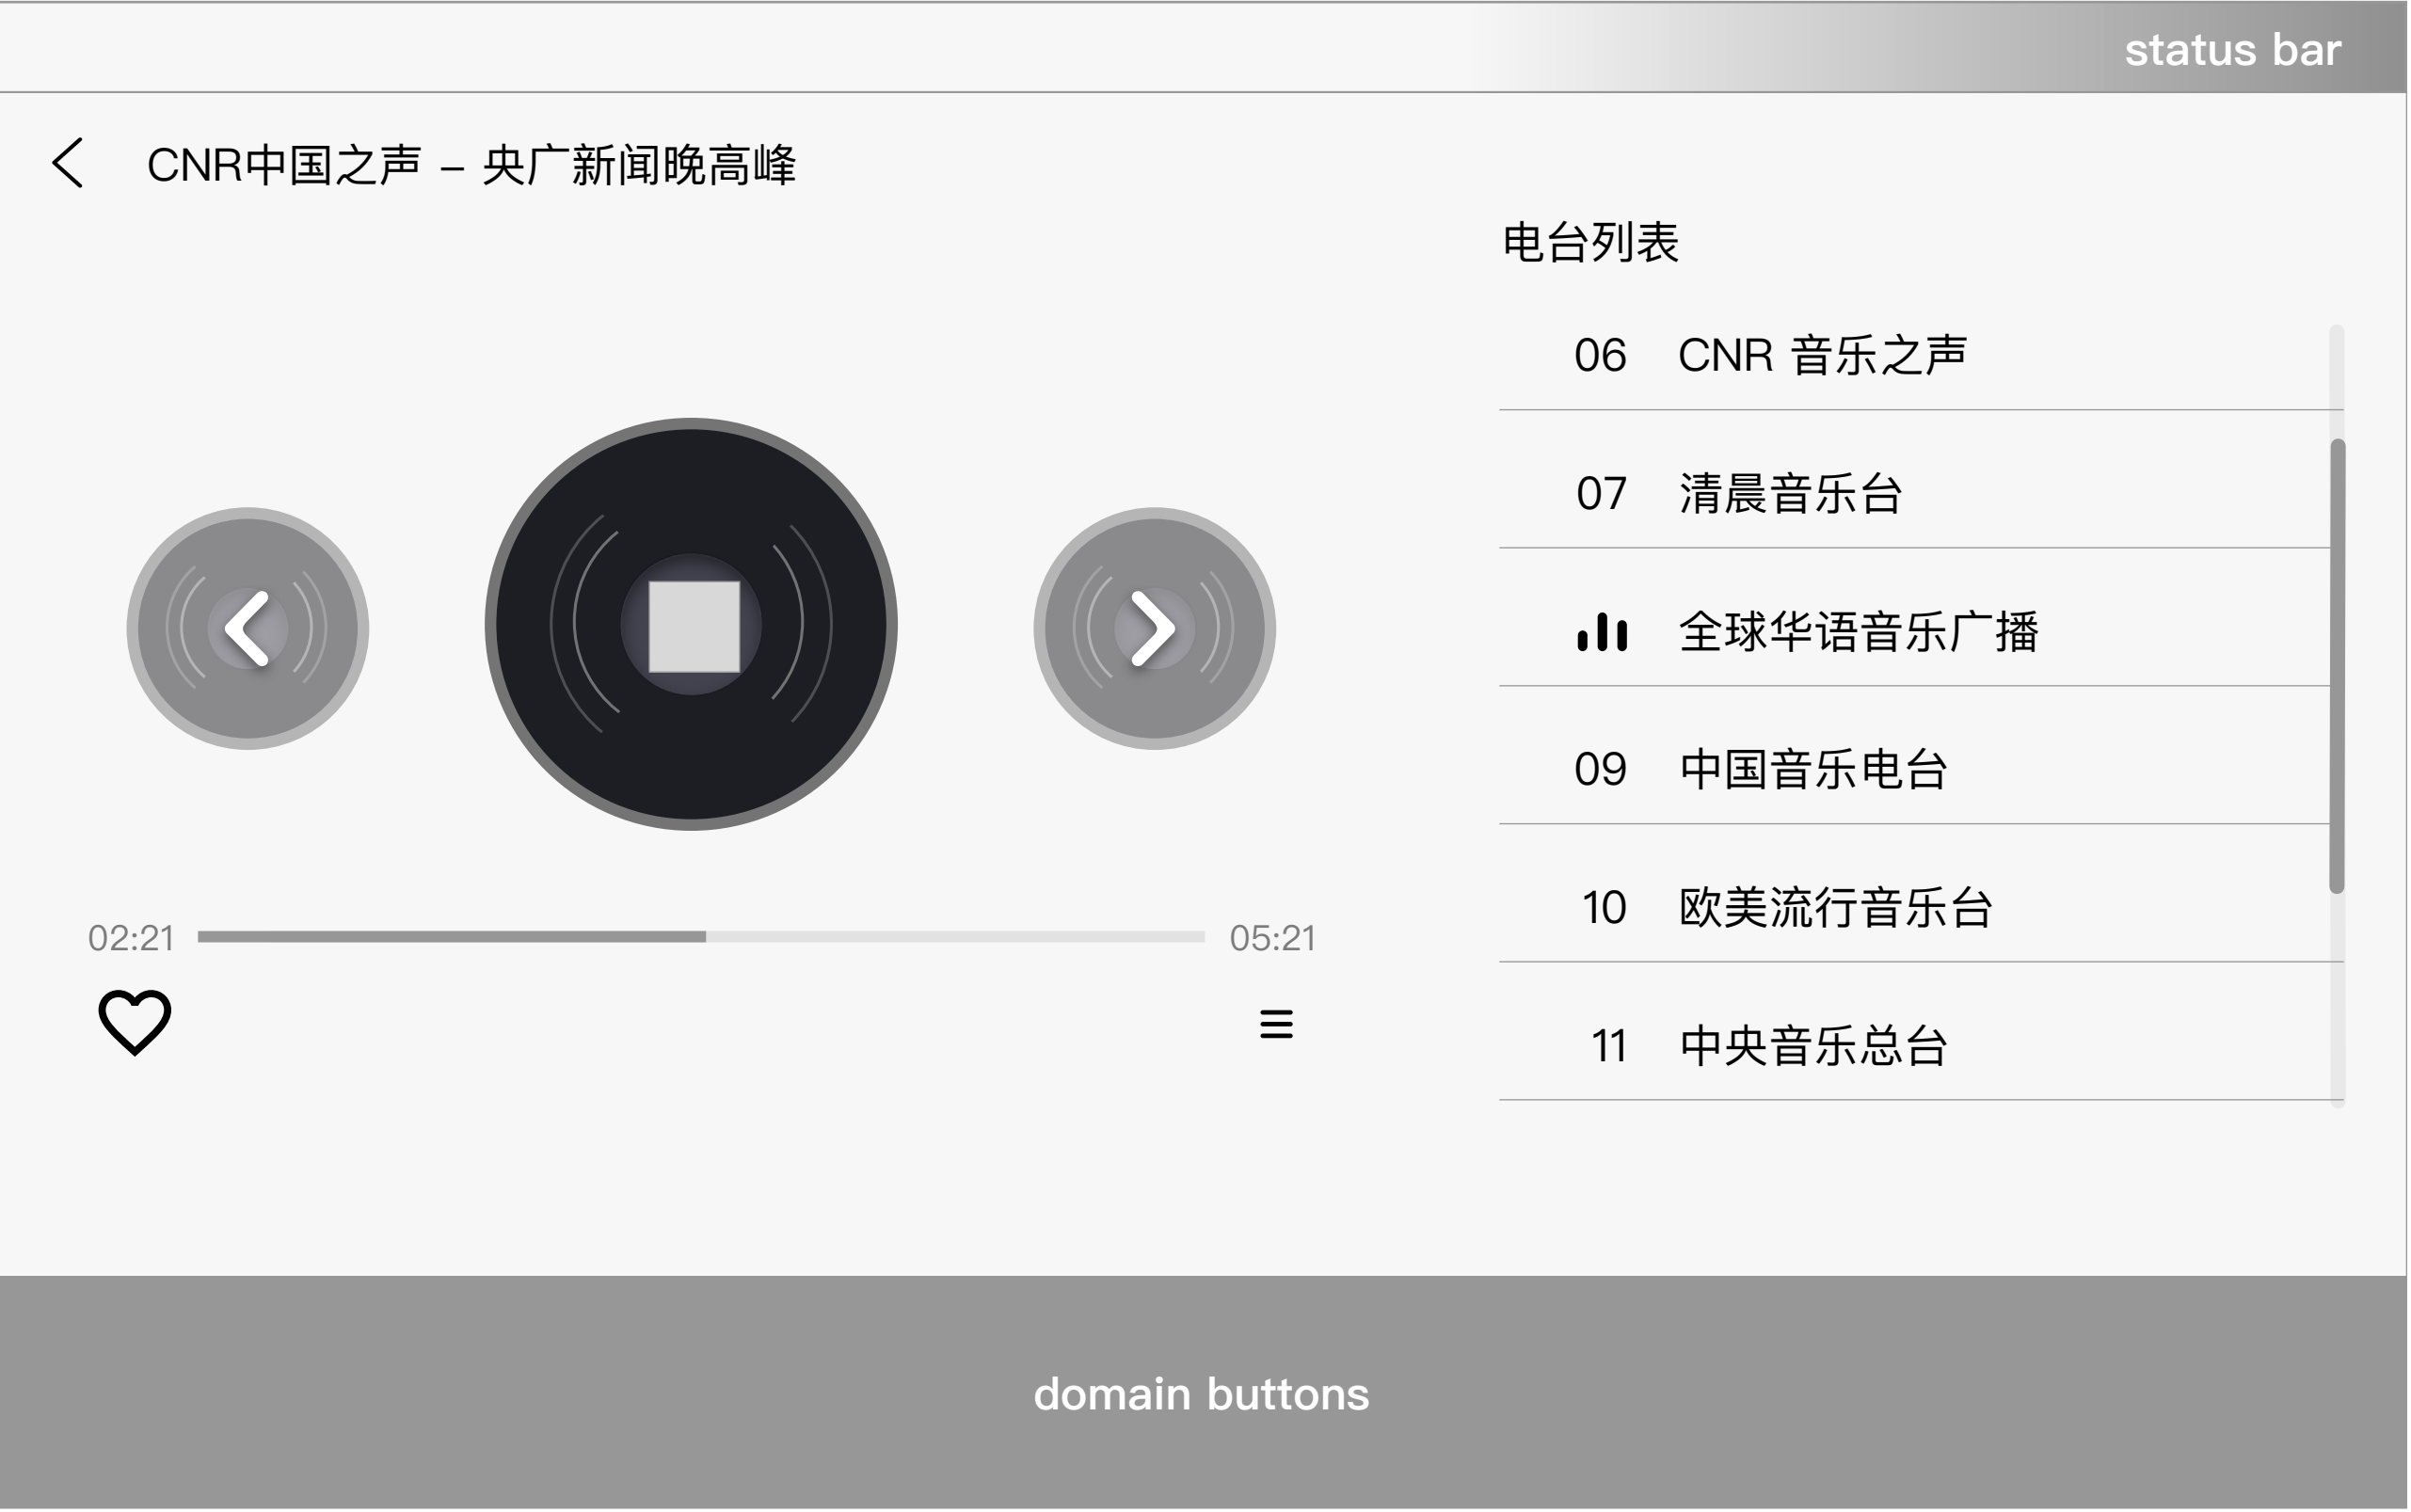 status bar
CNR中国之声 – 央广新闻晚高峰
电台列表
06 CNR 音乐之声
07 清晨音乐台
全球华语音乐广播
09 中国音乐电台
10 欧美流行音乐台
11 中央音乐总台
02:21 05:21
domain buttons